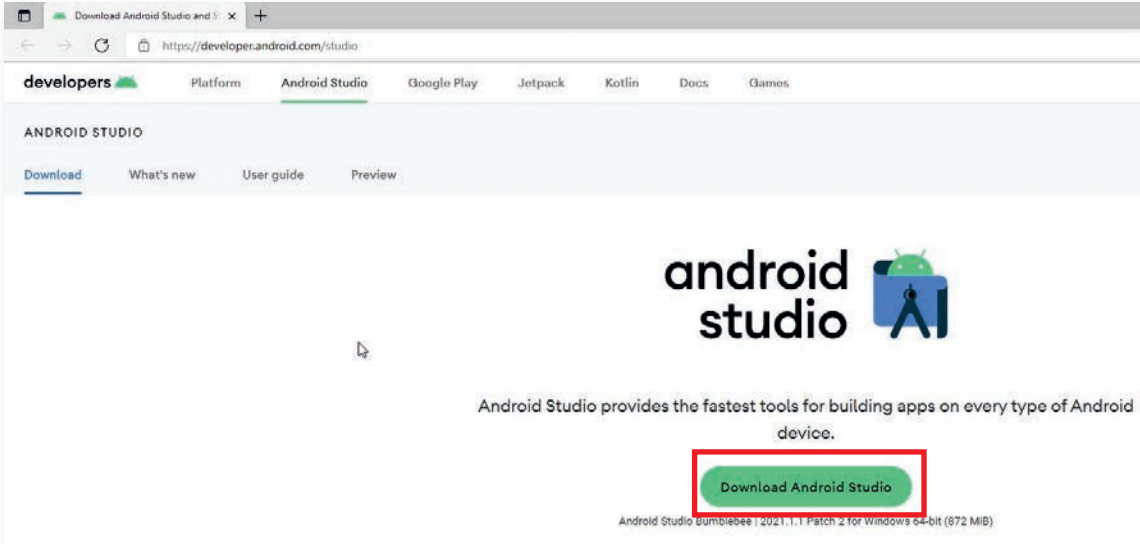 Download Android Studio and S
https://developer.android.com/studio
developers Platform Android Studio Google Play Jetpack Kotlin Docs Games
ANDROID STUDIO
Download What's new User guide Preview
android
studio
Android Studio provides the fastest tools for building apps on every type of Android
device.
Download Android Studio
Android Studio Bumblebee | 2021.1.1 Patch 2 for Windows 64-bit (872 MiB)